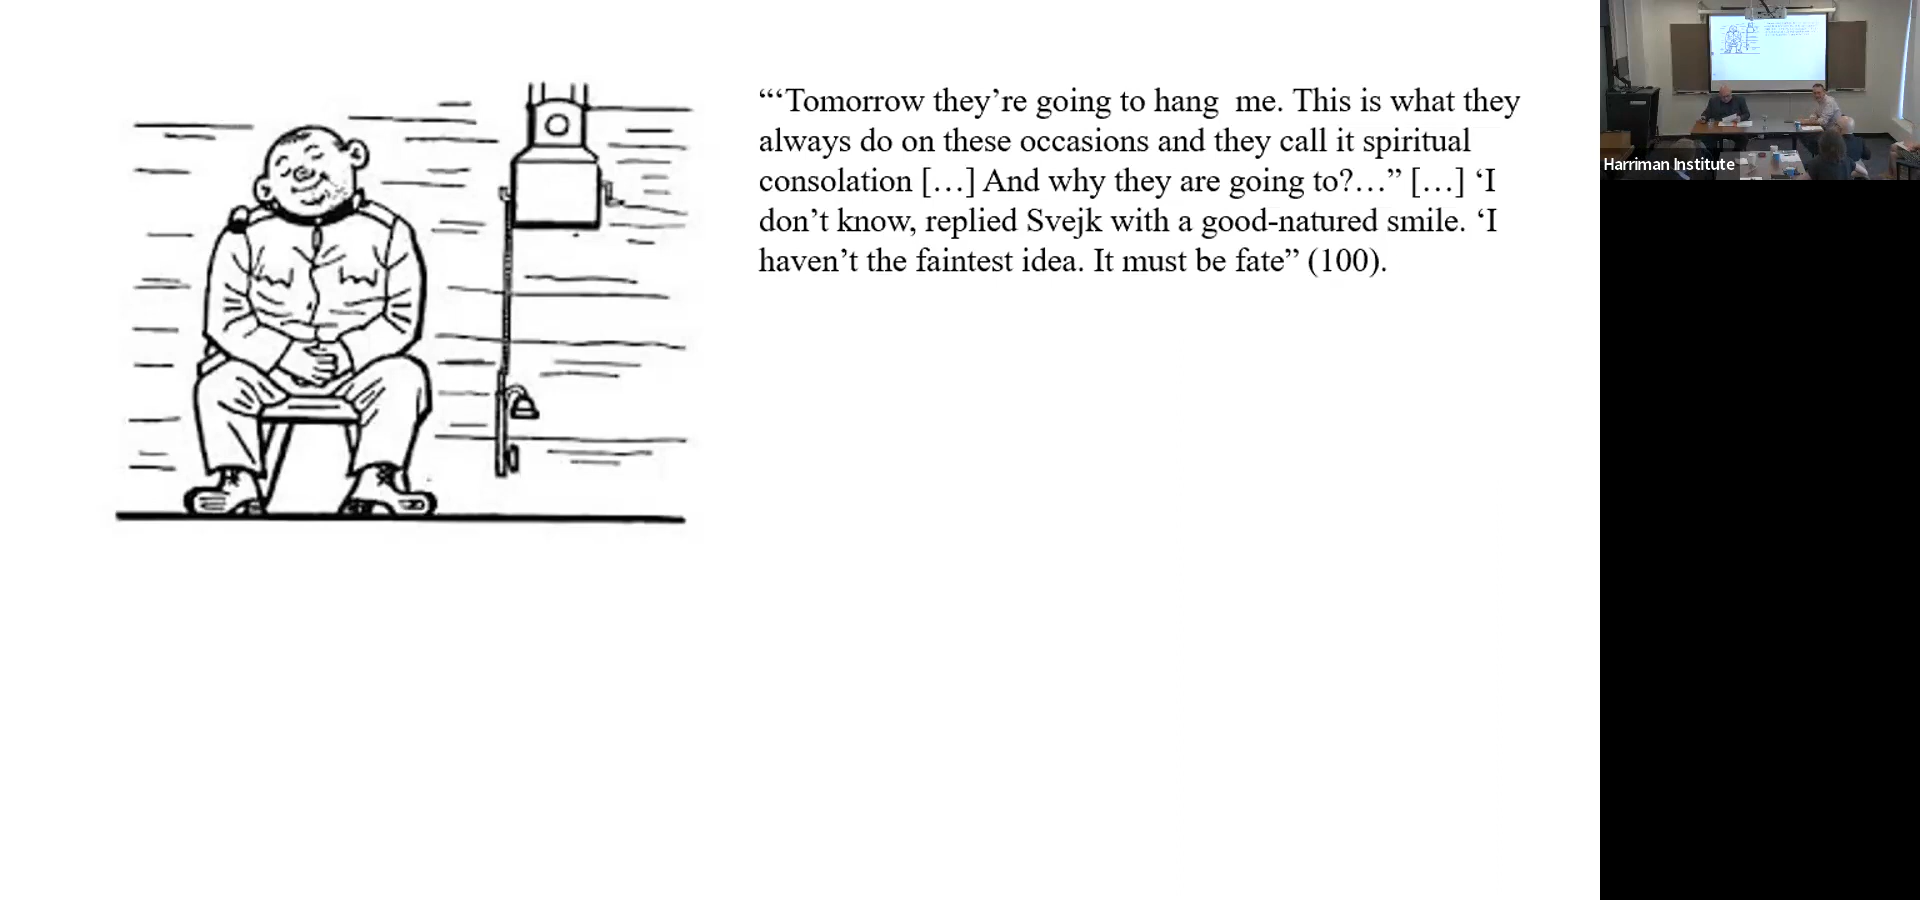 “‘Tomorrow they’re going to hang  me. This is what they
always do on these occasions and they call it spiritual
consolation […] And why they are going to?…” […] ‘I
don’t know, replied Svejk with a good-natured smile. ‘I
haven’t the faintest idea. It must be fate” (100).
Harriman Institute